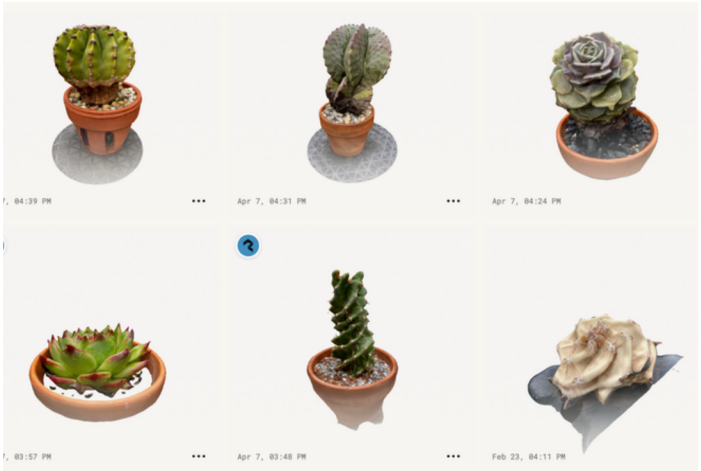 7, 04:39 PM
Apr 7, 04:31 PM
Apr 7, 04:24 PM
7, 03:57 PM
Apr 7, 03:48 PM
Feb 23, 04:11 PM